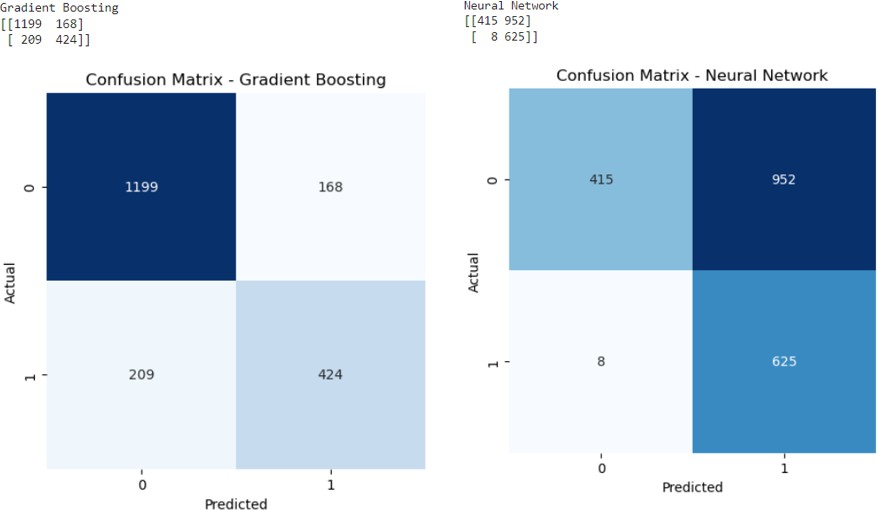 Gradient Boosting
[[1199  168]
 [ 209  424]]
Confusion Matrix - Gradient Boosting
0
1199
168
Actual
1
209
424
0
1
Predicted
Neural Network
[[415 952]
 [  8 625]]
Confusion Matrix - Neural Network
0
415
952
Actual
1
8
625
0
1
Predicted